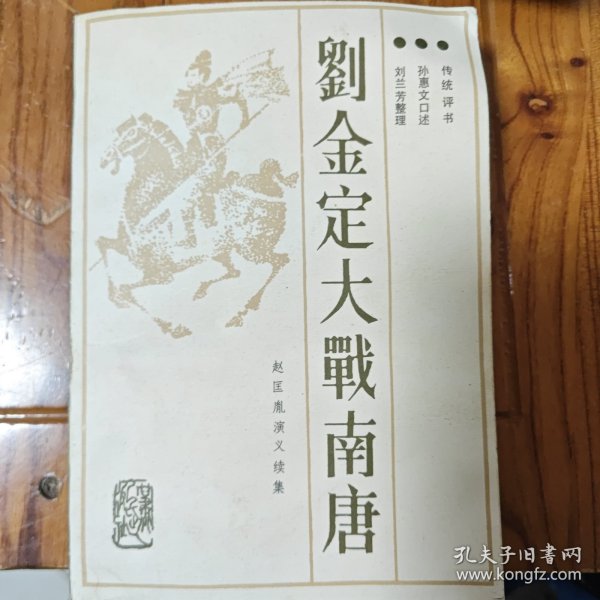 传统评书
孙惠文口述
刘兰芳整理
劉金定大戰南唐
赵匡胤演义续集
孔夫子旧书网
www.kongfz.com